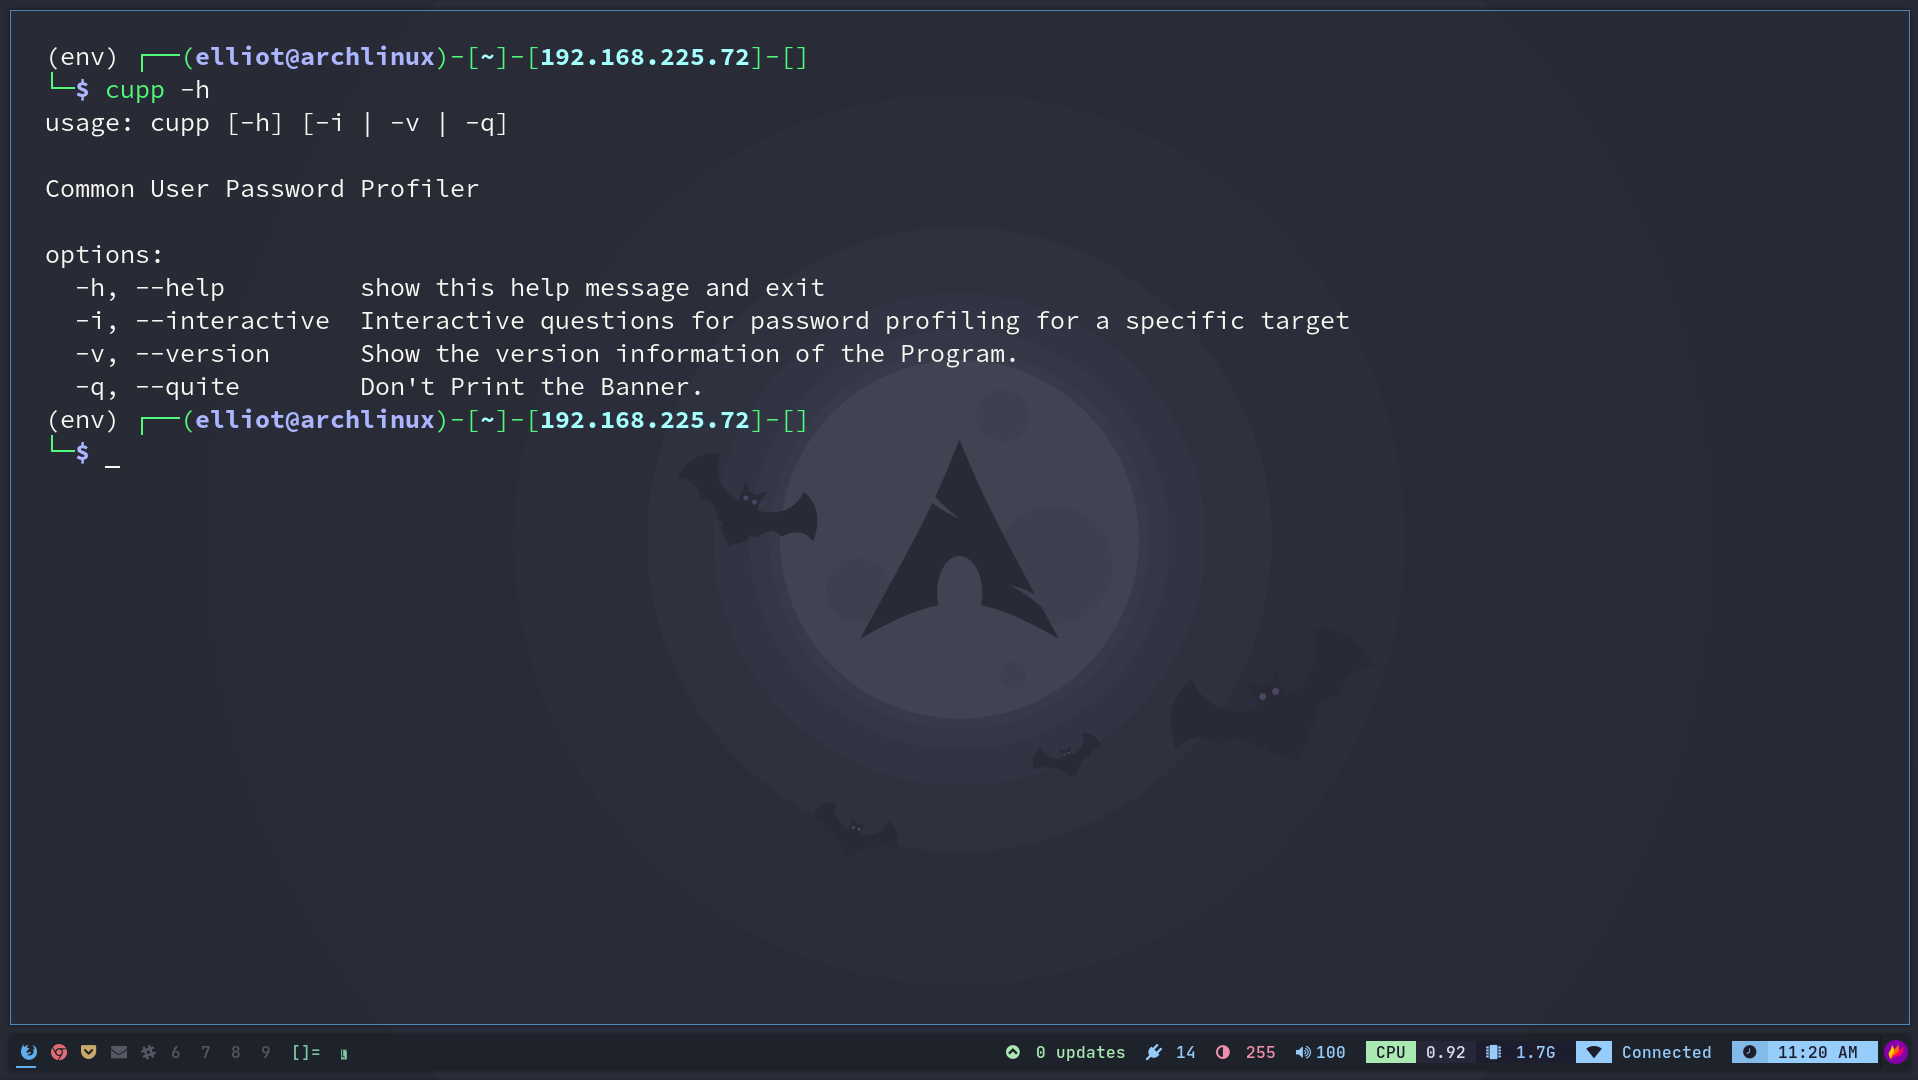 (env) ┌──(elliot@archlinux)-[~]-[192.168.225.72]-[]
└─$ cupp -h
usage: cupp [-h] [-i | -v | -q]

Common User Password Profiler

options:
  -h, --help         show this help message and exit
  -i, --interactive  Interactive questions for password profiling for a specific target
  -v, --version      Show the version information of the Program.
  -q, --quite        Don't Print the Banner.
(env) ┌──(elliot@archlinux)-[~]-[192.168.225.72]-[]
└─$ _
6 7 8 9 []= 0 updates 14 255 100 CPU 0.92 1.7G Connected 11:20 AM